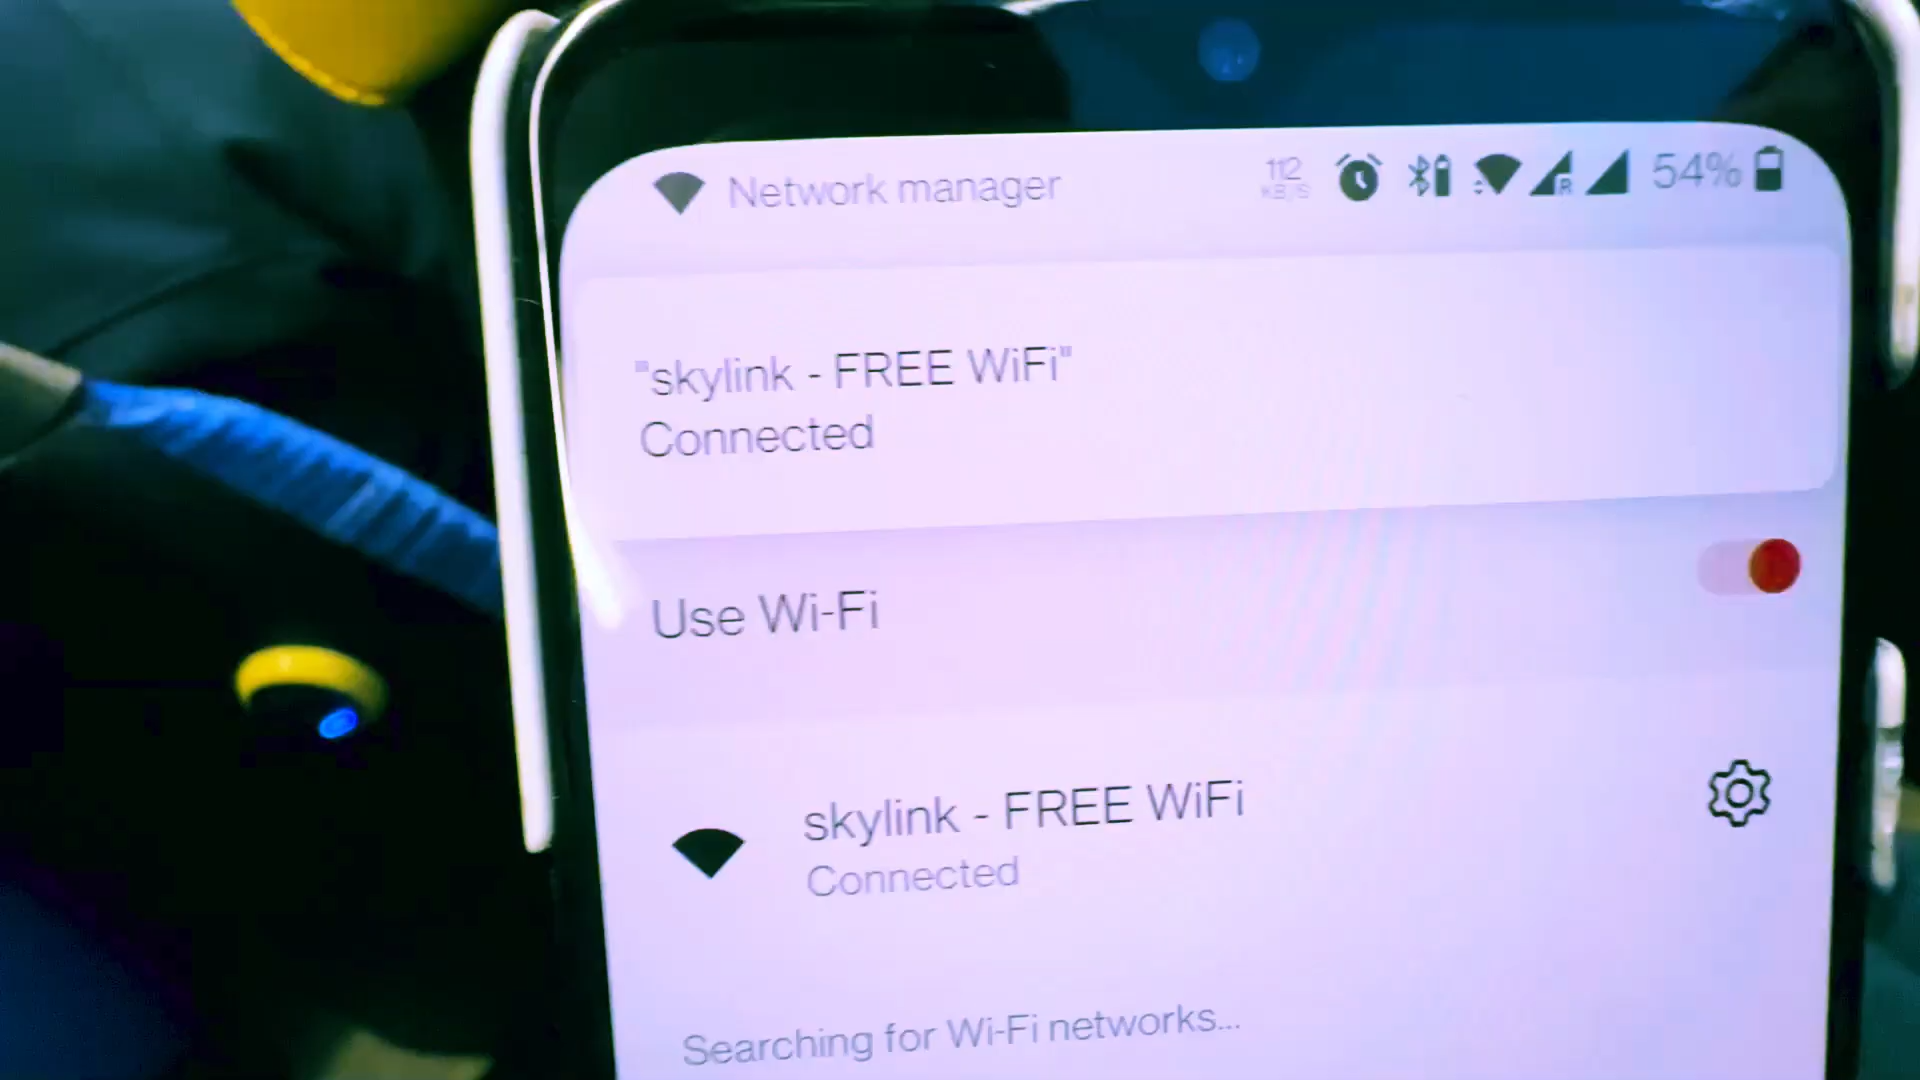 Network manager
112
KB/S
R
54%
"skylink - FREE WiFi"
Connected
Use Wi-Fi
skylink - FREE WiFi
Connected
Searching for Wi-Fi networks...